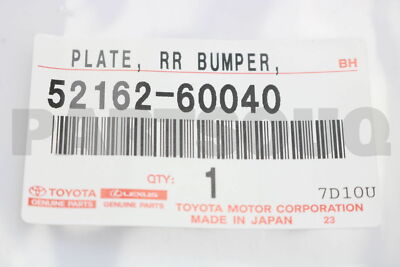 PLATE, RR BUMPER,
BH
52162-60040
PARTSOUQ
QTY:
1
7D10U
TOYOTA
GENUINE PARTS
LEXUS
GENUINE PARTS
TOYOTA MOTOR CORPORATION
MADE IN JAPAN
23